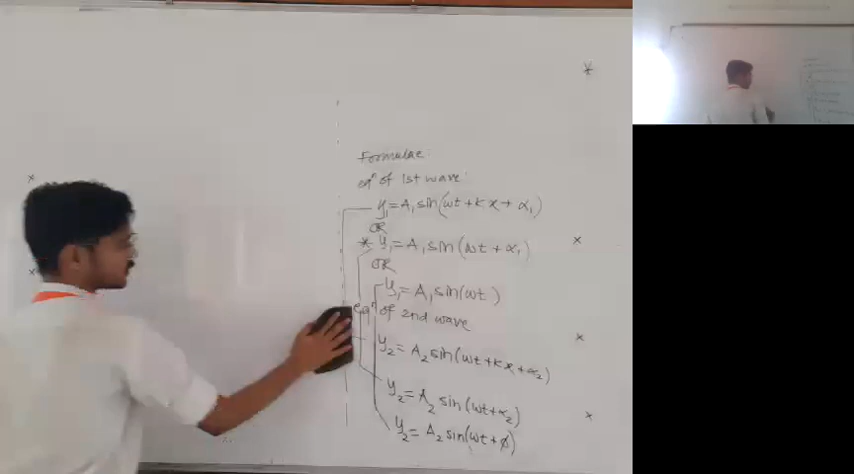 Formulae
eqⁿ of 1st wave
y₁ = A₁ sin(ωt + kx + α₁)
OR
* y₁ = A₁ sin(ωt + α₁)
OR
y₁ = A₁ sin(ωt)
eqⁿ of 2nd wave
y₂ = A₂ sin(ωt + kx + α₂)
y₂ = A₂ sin(ωt + α₂)
y₂ = A₂ sin(ωt + φ)